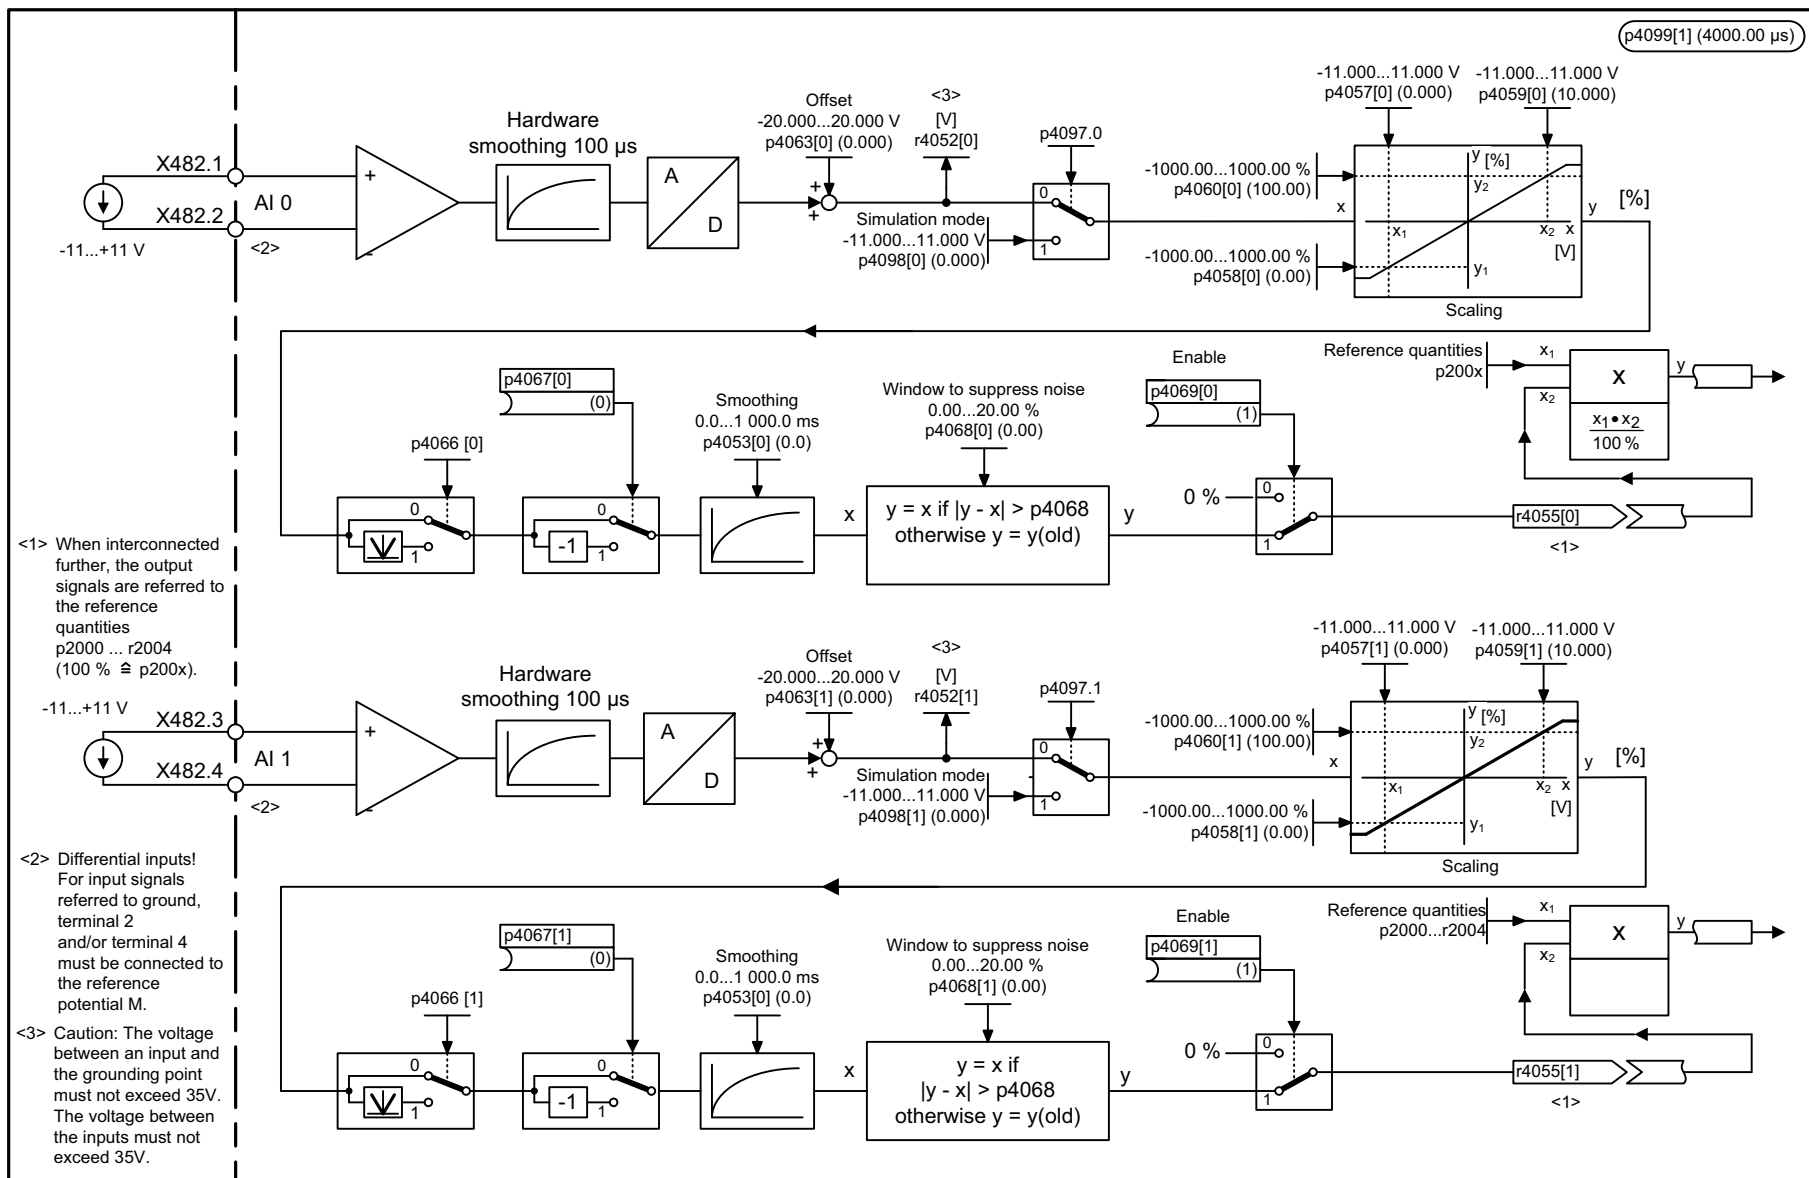 p4099[1] (4000.00 µs)
-11.000...11.000 V
p4057[0] (0.000)
-11.000...11.000 V
p4059[0] (10.000)
Offset
-20.000...20.000 V
p4063[0] (0.000)
<3>
[V]
r4052[0]
p4097.0
Hardware
smoothing 100 µs
X482.1
X482.2
AI 0
<2>
-11...+11 V
+
-
A
D
+
+
Simulation mode
-11.000...11.000 V
p4098[0] (0.000)
0
1
-1000.00...1000.00 %
p4060[0] (100.00)
x
-1000.00...1000.00 %
p4058[0] (0.00)
y [%]
y2
x1
x2 x
[V]
y1
y
[%]
Scaling
p4067[0]
(0)
p4066 [0]
0
1
0
-1
1
Smoothing
0.0...1 000.0 ms
p4053[0] (0.0)
Window to suppress noise
0.00...20.00 %
p4068[0] (0.00)
x
y = x if |y - x| > p4068
otherwise y = y(old)
y
Enable
p4069[0]
(1)
0 %
0
1
Reference quantities
p200x
x1
x2
X
x1•x2
100 %
y
r4055[0]
<1>
<1> When interconnected
further, the output
signals are referred to
the reference
quantities
p2000 ... r2004
(100 % ≙ p200x).
-11.000...11.000 V
p4057[1] (0.000)
-11.000...11.000 V
p4059[1] (10.000)
Offset
-20.000...20.000 V
p4063[1] (0.000)
<3>
[V]
r4052[1]
p4097.1
Hardware
smoothing 100 µs
-11...+11 V
X482.3
X482.4
AI 1
<2>
+
-
A
D
+
+
Simulation mode
-11.000...11.000 V
p4098[1] (0.000)
0
1
-1000.00...1000.00 %
p4060[1] (100.00)
x
-1000.00...1000.00 %
p4058[1] (0.00)
y [%]
y2
x1
x2 x
[V]
y1
y
[%]
Scaling
<2> Differential inputs!
For input signals
referred to ground,
terminal 2
and/or terminal 4
must be connected to
the reference
potential M.
<3> Caution: The voltage
between an input and
the grounding point
must not exceed 35V.
The voltage between
the inputs must not
exceed 35V.
p4067[1]
(0)
p4066 [1]
0
1
0
-1
1
Smoothing
0.0...1 000.0 ms
p4053[0] (0.0)
Window to suppress noise
0.00...20.00 %
p4068[1] (0.00)
x
y = x if
|y - x| > p4068
otherwise y = y(old)
y
Enable
p4069[1]
(1)
0 %
0
1
Reference quantities
p2000...r2004
x1
x2
X
y
r4055[1]
<1>